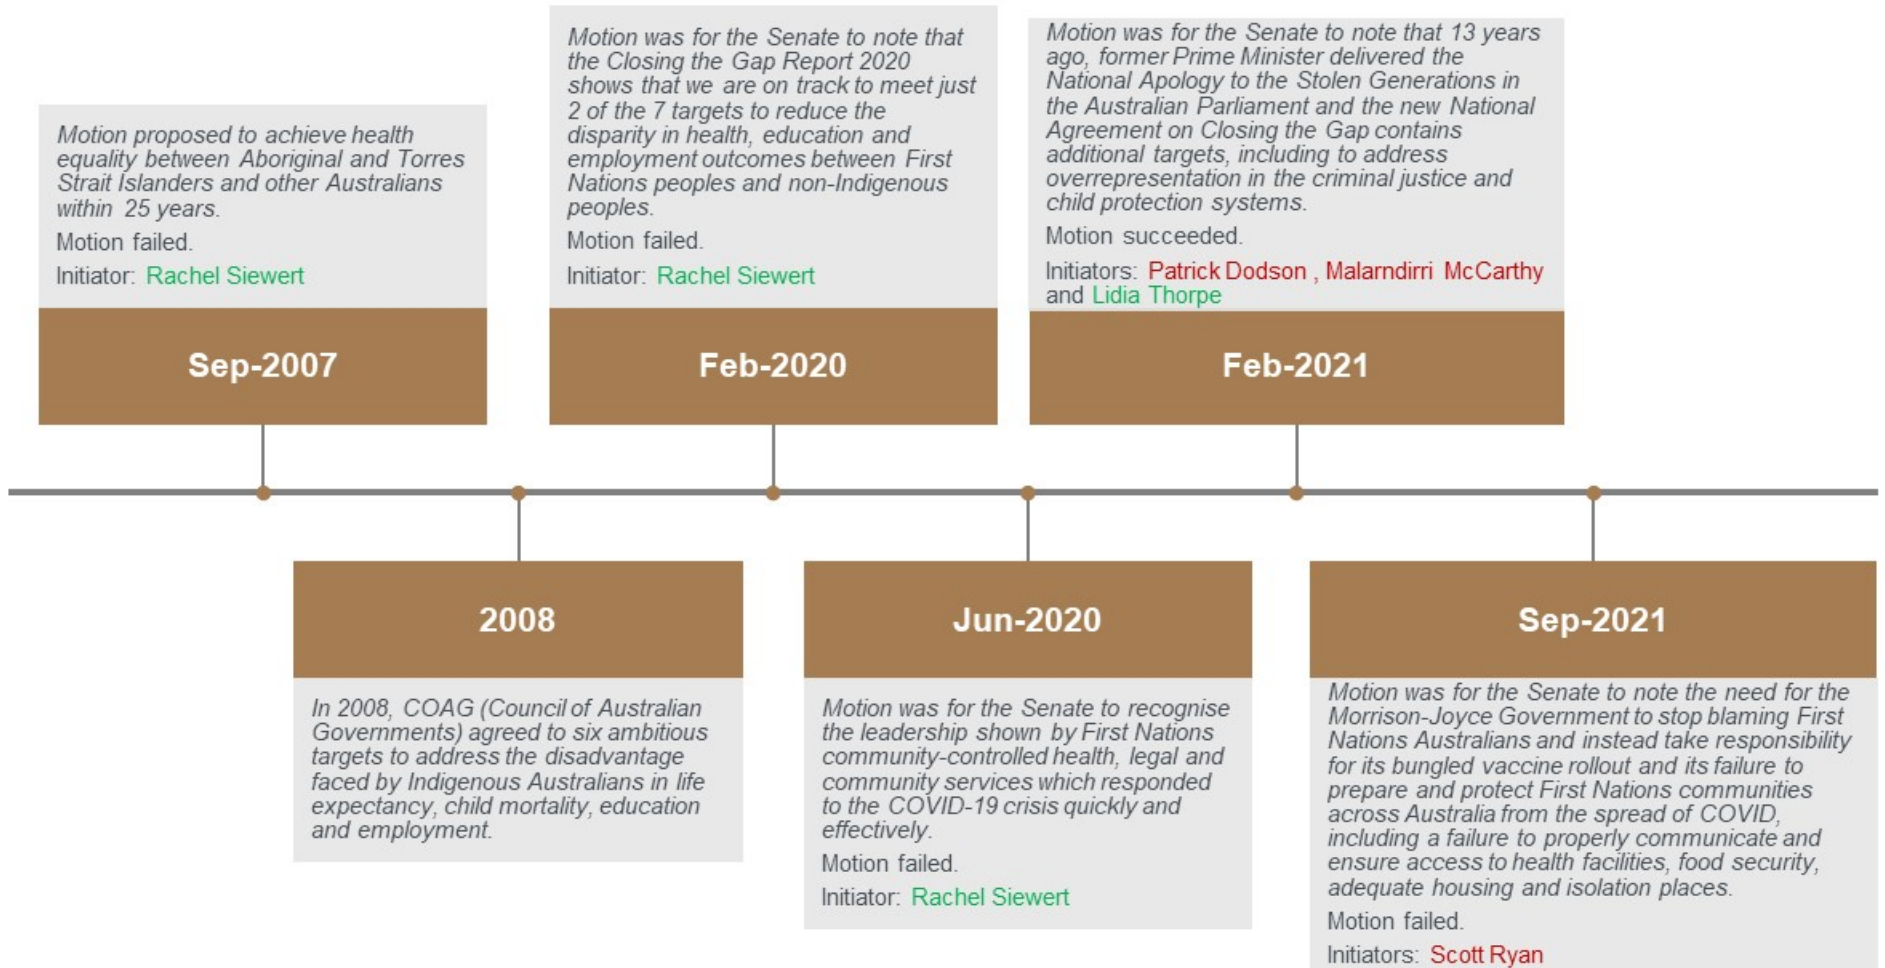 Motion proposed to achieve health
equality between Aboriginal and Torres
Strait Islanders and other Australians
within 25 years.
Motion failed.
Initiator: Rachel Siewert
Sep-2007
2008
In 2008, COAG (Council of Australian
Governments) agreed to six ambitious
targets to address the disadvantage
faced by Indigenous Australians in life
expectancy, child mortality, education
and employment.
Motion was for the Senate to note that
the Closing the Gap Report 2020
shows that we are on track to meet just
2 of the 7 targets to reduce the
disparity in health, education and
employment outcomes between First
Nations peoples and non-Indigenous
peoples.
Motion failed.
Initiator: Rachel Siewert
Feb-2020
Jun-2020
Motion was for the Senate to recognise
the leadership shown by First Nations
community-controlled health, legal and
community services which responded
to the COVID-19 crisis quickly and
effectively.
Motion failed.
Initiator: Rachel Siewert
Motion was for the Senate to note that 13 years
ago, former Prime Minister delivered the
National Apology to the Stolen Generations in
the Australian Parliament and the new National
Agreement on Closing the Gap contains
additional targets, including to address
overrepresentation in the criminal justice and
child protection systems.
Motion succeeded.
Initiators: Patrick Dodson , Malarndirri McCarthy
and Lidia Thorpe
Feb-2021
Sep-2021
Motion was for the Senate to note the need for the
Morrison-Joyce Government to stop blaming First
Nations Australians and instead take responsibility
for its bungled vaccine rollout and its failure to
prepare and protect First Nations communities
across Australia from the spread of COVID,
including a failure to properly communicate and
ensure access to health facilities, food security,
adequate housing and isolation places.
Motion failed.
Initiators: Scott Ryan